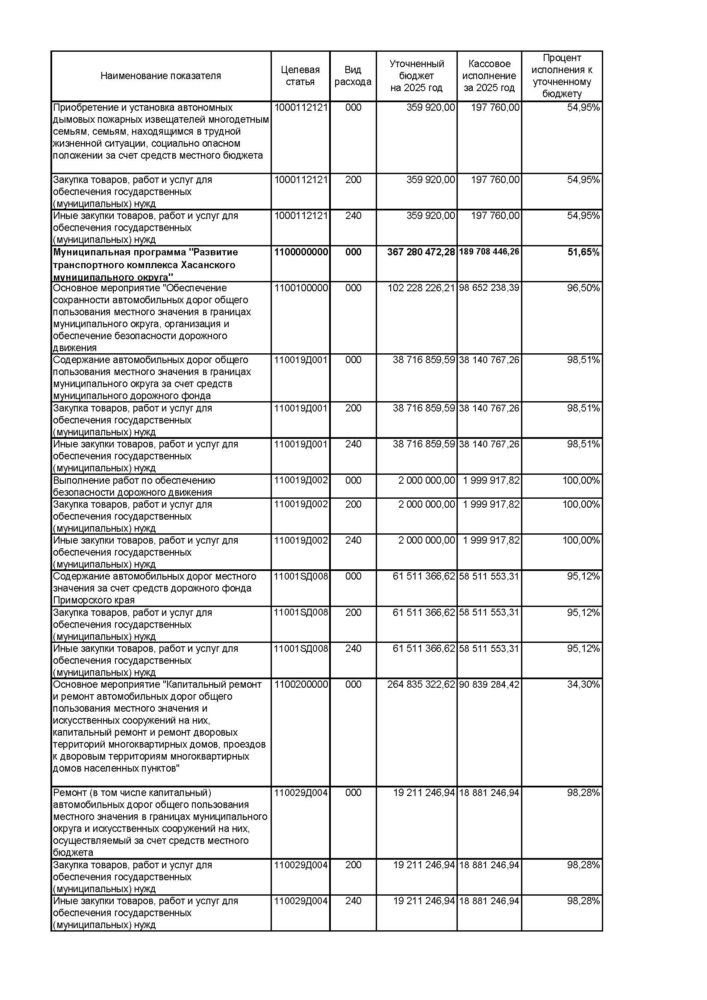 Наименование показателя
Целевая
статья
Вид
расхода
Уточненный
бюджет
на 2025 год
Кассовое
исполнение
за 2025 год
Процент
исполнения к
уточненному
бюджету
Приобретение и установка автономных 1000112121 000 359 920,00 197 760,00 54,95%
дымовых пожарных извещателей многодетным
семьям, семьям, находящимся в трудной
жизненной ситуации, социально опасном
положении за счет средств местного бюджета
Закупка товаров, работ и услуг для 1000112121 200 359 920,00 197 760,00 54,95%
обеспечения государственных
(муниципальных) нужд
Иные закупки товаров, работ и услуг для 1000112121 240 359 920,00 197 760,00 54,95%
обеспечения государственных
(муниципальных) нужд
Муниципальная программа "Развитие 1100000000 000 367 280 472,28 189 708 446,26 51,65%
транспортного комплекса Хасанского
муниципального округа"
Основное мероприятие "Обеспечение 1100100000 000 102 228 226,21 98 652 238,39 96,50%
сохранности автомобильных дорог общего
пользования местного значения в границах
муниципального округа, организация и
обеспечение безопасности дорожного
движения
Содержание автомобильных дорог общего 110019Д001 000 38 716 859,59 38 140 767,26 98,51%
пользования местного значения в границах
муниципального округа за счет средств
муниципального дорожного фонда
Закупка товаров, работ и услуг для 110019Д001 200 38 716 859,59 38 140 767,26 98,51%
обеспечения государственных
(муниципальных) нужд
Иные закупки товаров, работ и услуг для 110019Д001 240 38 716 859,59 38 140 767,26 98,51%
обеспечения государственных
(муниципальных) нужд
Выполнение работ по обеспечению 110019Д002 000 2 000 000,00 1 999 917,82 100,00%
безопасности дорожного движения
Закупка товаров, работ и услуг для 110019Д002 200 2 000 000,00 1 999 917,82 100,00%
обеспечения государственных
(муниципальных) нужд
Иные закупки товаров, работ и услуг для 110019Д002 240 2 000 000,00 1 999 917,82 100,00%
обеспечения государственных
(муниципальных) нужд
Содержание автомобильных дорог местного 11001SД008 000 61 511 366,62 58 511 553,31 95,12%
значения за счет средств дорожного фонда
Приморского края
Закупка товаров, работ и услуг для 11001SД008 200 61 511 366,62 58 511 553,31 95,12%
обеспечения государственных
(муниципальных) нужд
Иные закупки товаров, работ и услуг для 11001SД008 240 61 511 366,62 58 511 553,31 95,12%
обеспечения государственных
(муниципальных) нужд
Основное мероприятие "Капитальный ремонт 1100200000 000 264 835 322,62 90 839 284,42 34,30%
и ремонт автомобильных дорог общего
пользования местного значения и
искусственных сооружений на них,
капитальный ремонт и ремонт дворовых
территорий многоквартирных домов, проездов
к дворовым территориям многоквартирных
домов населенных пунктов"
Ремонт (в том числе капитальный) 110029Д004 000 19 211 246,94 18 881 246,94 98,28%
автомобильных дорог общего пользования
местного значения в границах муниципального
округа и искусственных сооружений на них,
осуществляемый за счет средств местного
бюджета
Закупка товаров, работ и услуг для 110029Д004 200 19 211 246,94 18 881 246,94 98,28%
обеспечения государственных
(муниципальных) нужд
Иные закупки товаров, работ и услуг для 110029Д004 240 19 211 246,94 18 881 246,94 98,28%
обеспечения государственных
(муниципальных) нужд